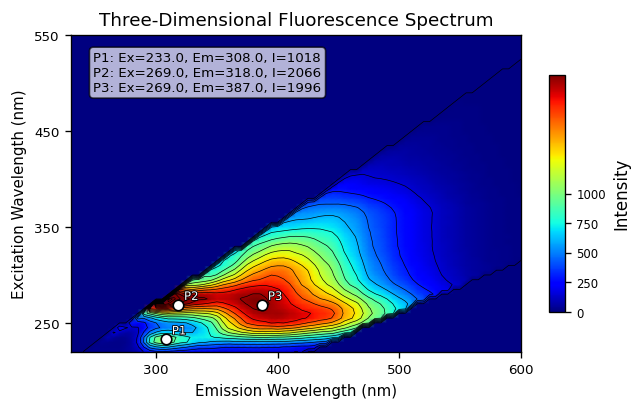 Three-Dimensional Fluorescence Spectrum
P1: Ex=233.0, Em=308.0, I=1018
P2: Ex=269.0, Em=318.0, I=2066
P3: Ex=269.0, Em=387.0, I=1996
550
450
350
250
Excitation Wavelength (nm)
P2
P3
P1
300
400
500
600
Emission Wavelength (nm)
1000
750
500
250
0
Intensity